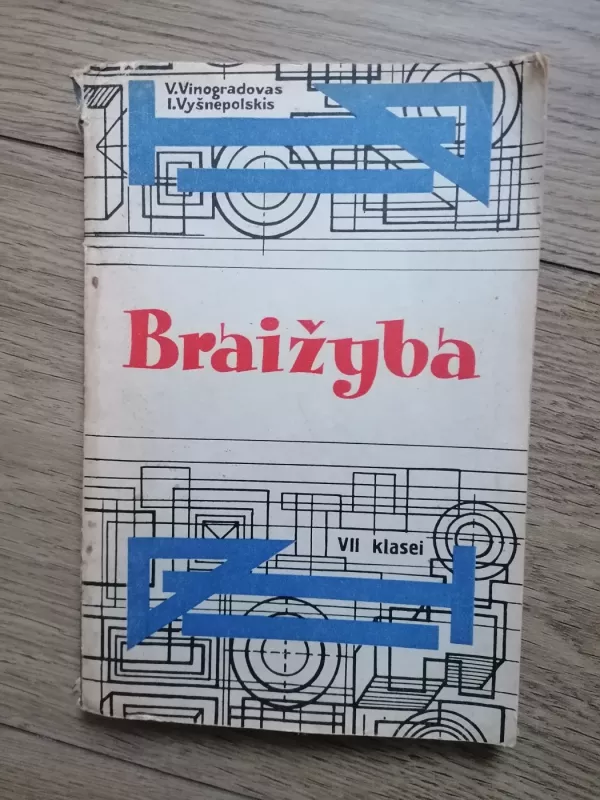 V.Vinogradovas
I.Vyšnepolskis
Braižyba
VII klasei